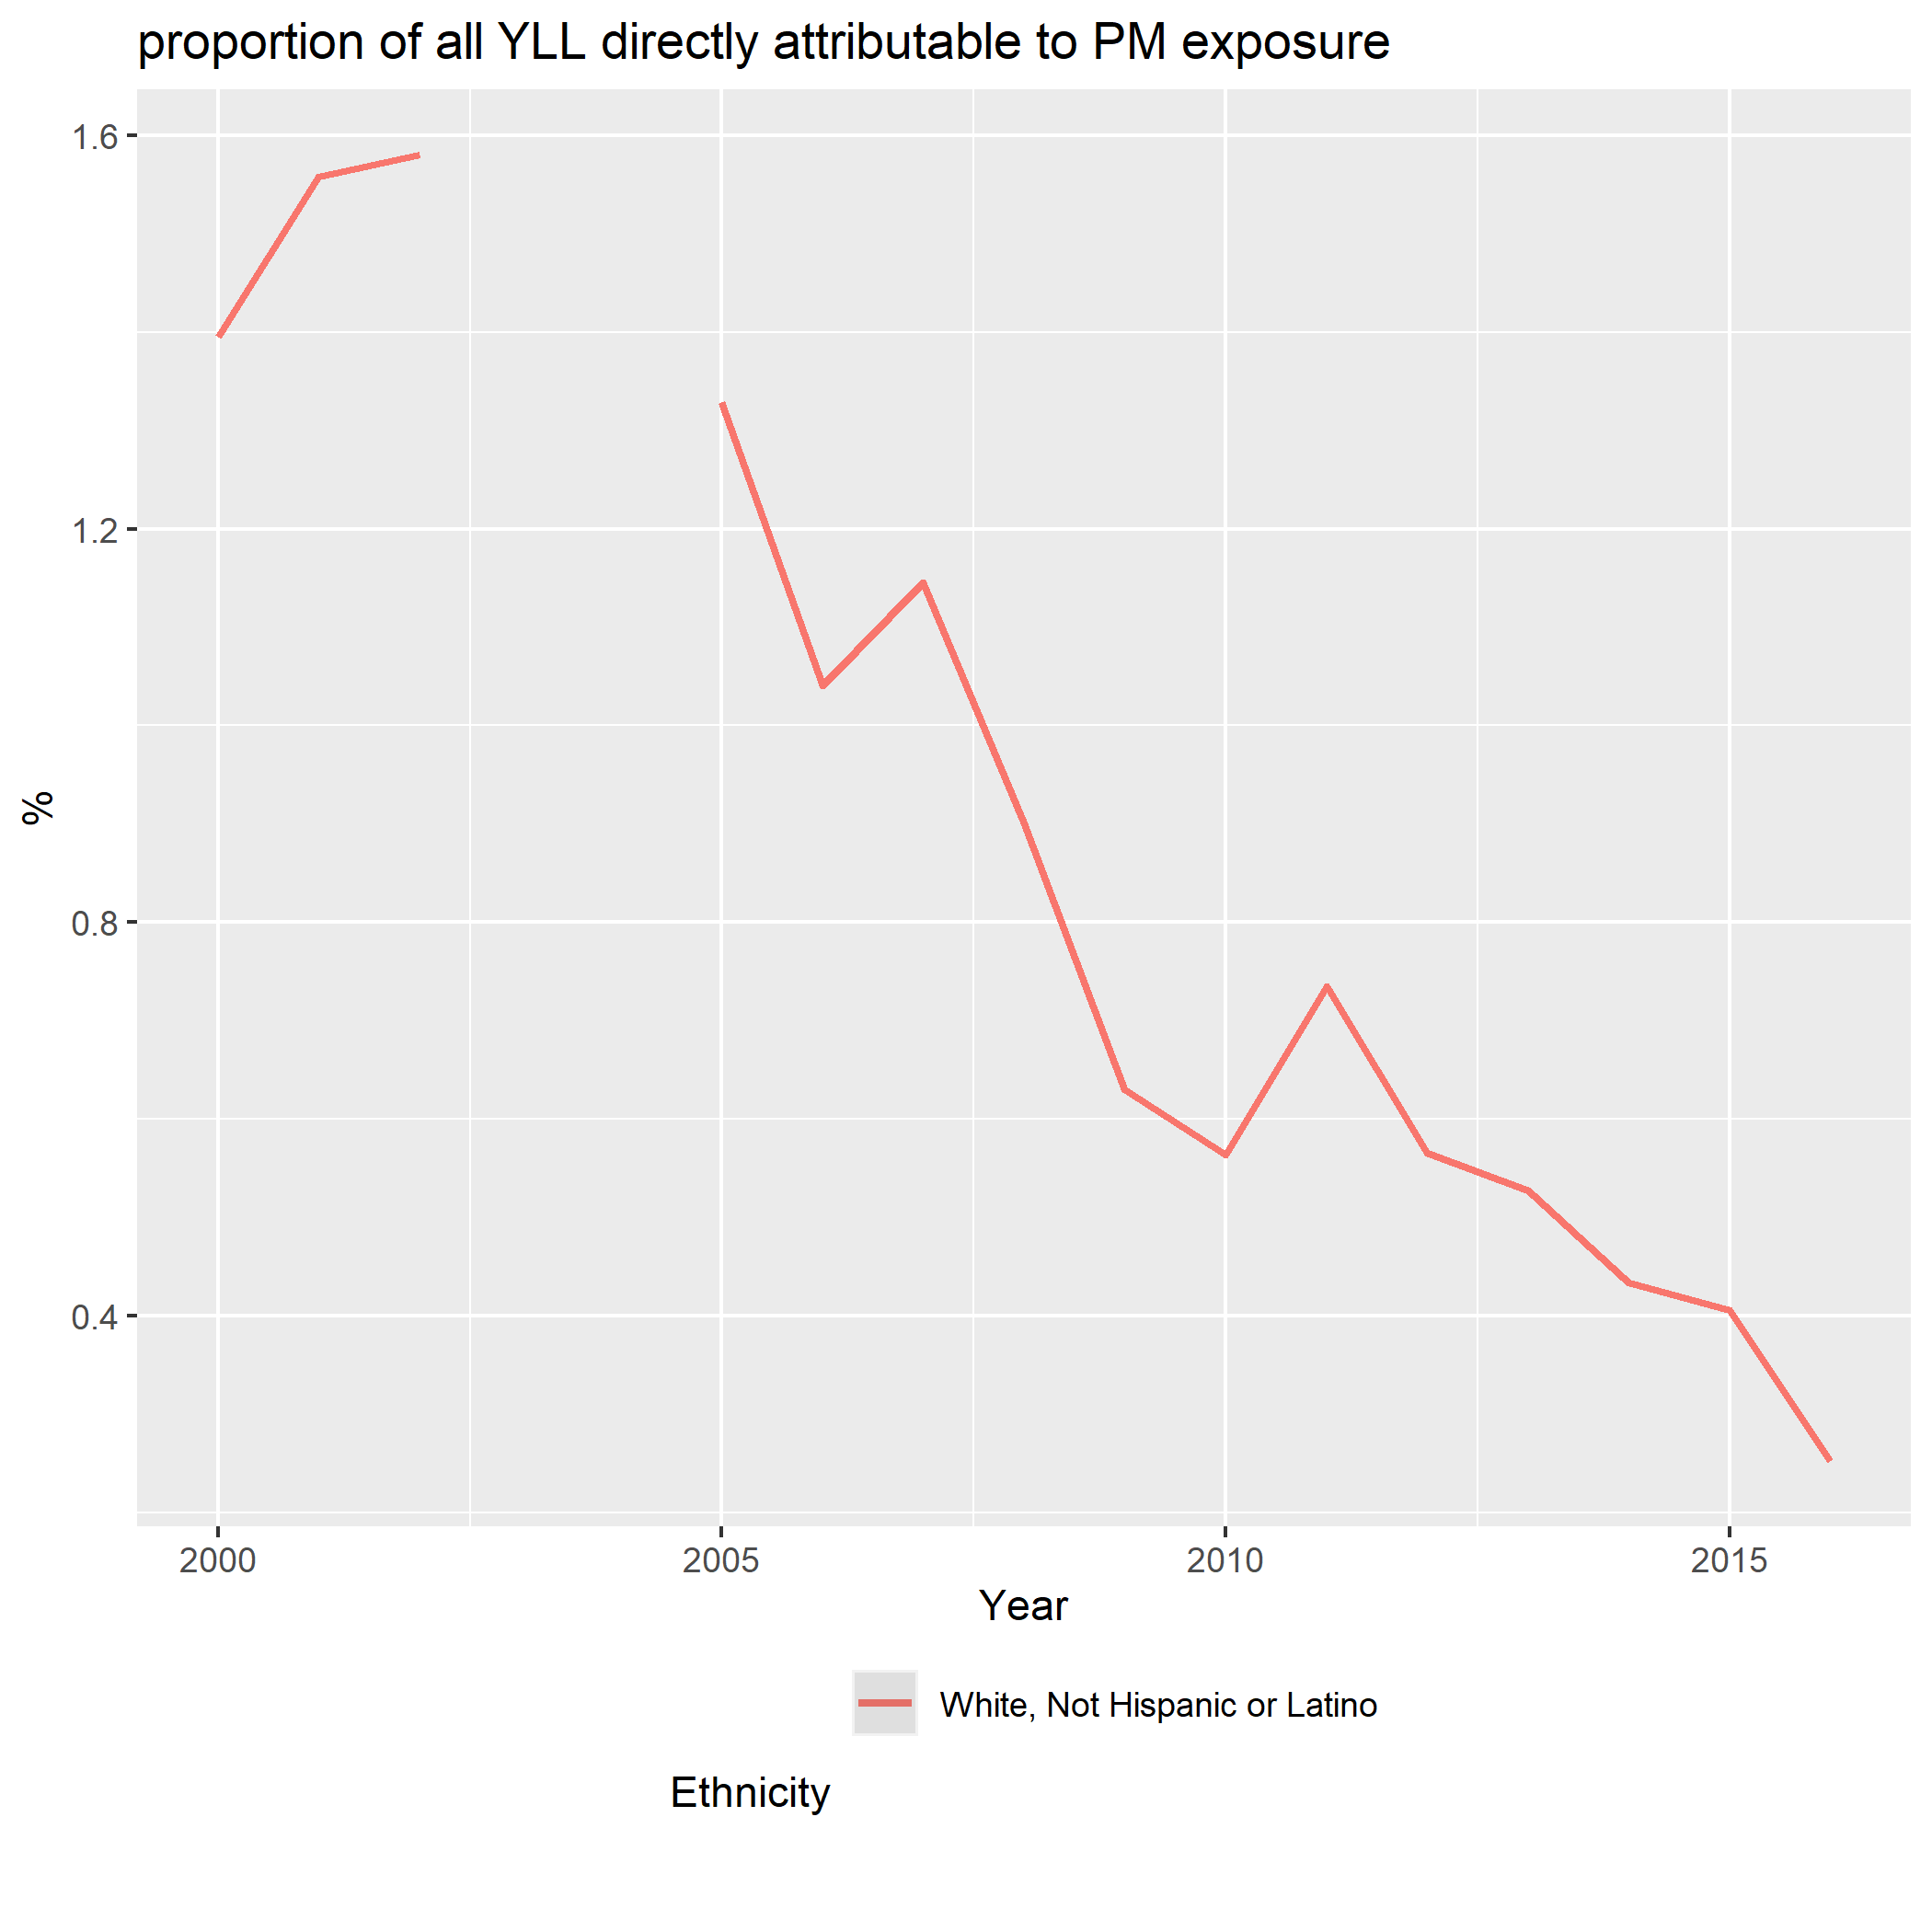 proportion of all YLL directly attributable to PM exposure
1.6
1.2
0.8
0.4
%
2000 2005 2010 2015
Year
White, Not Hispanic or Latino
Ethnicity